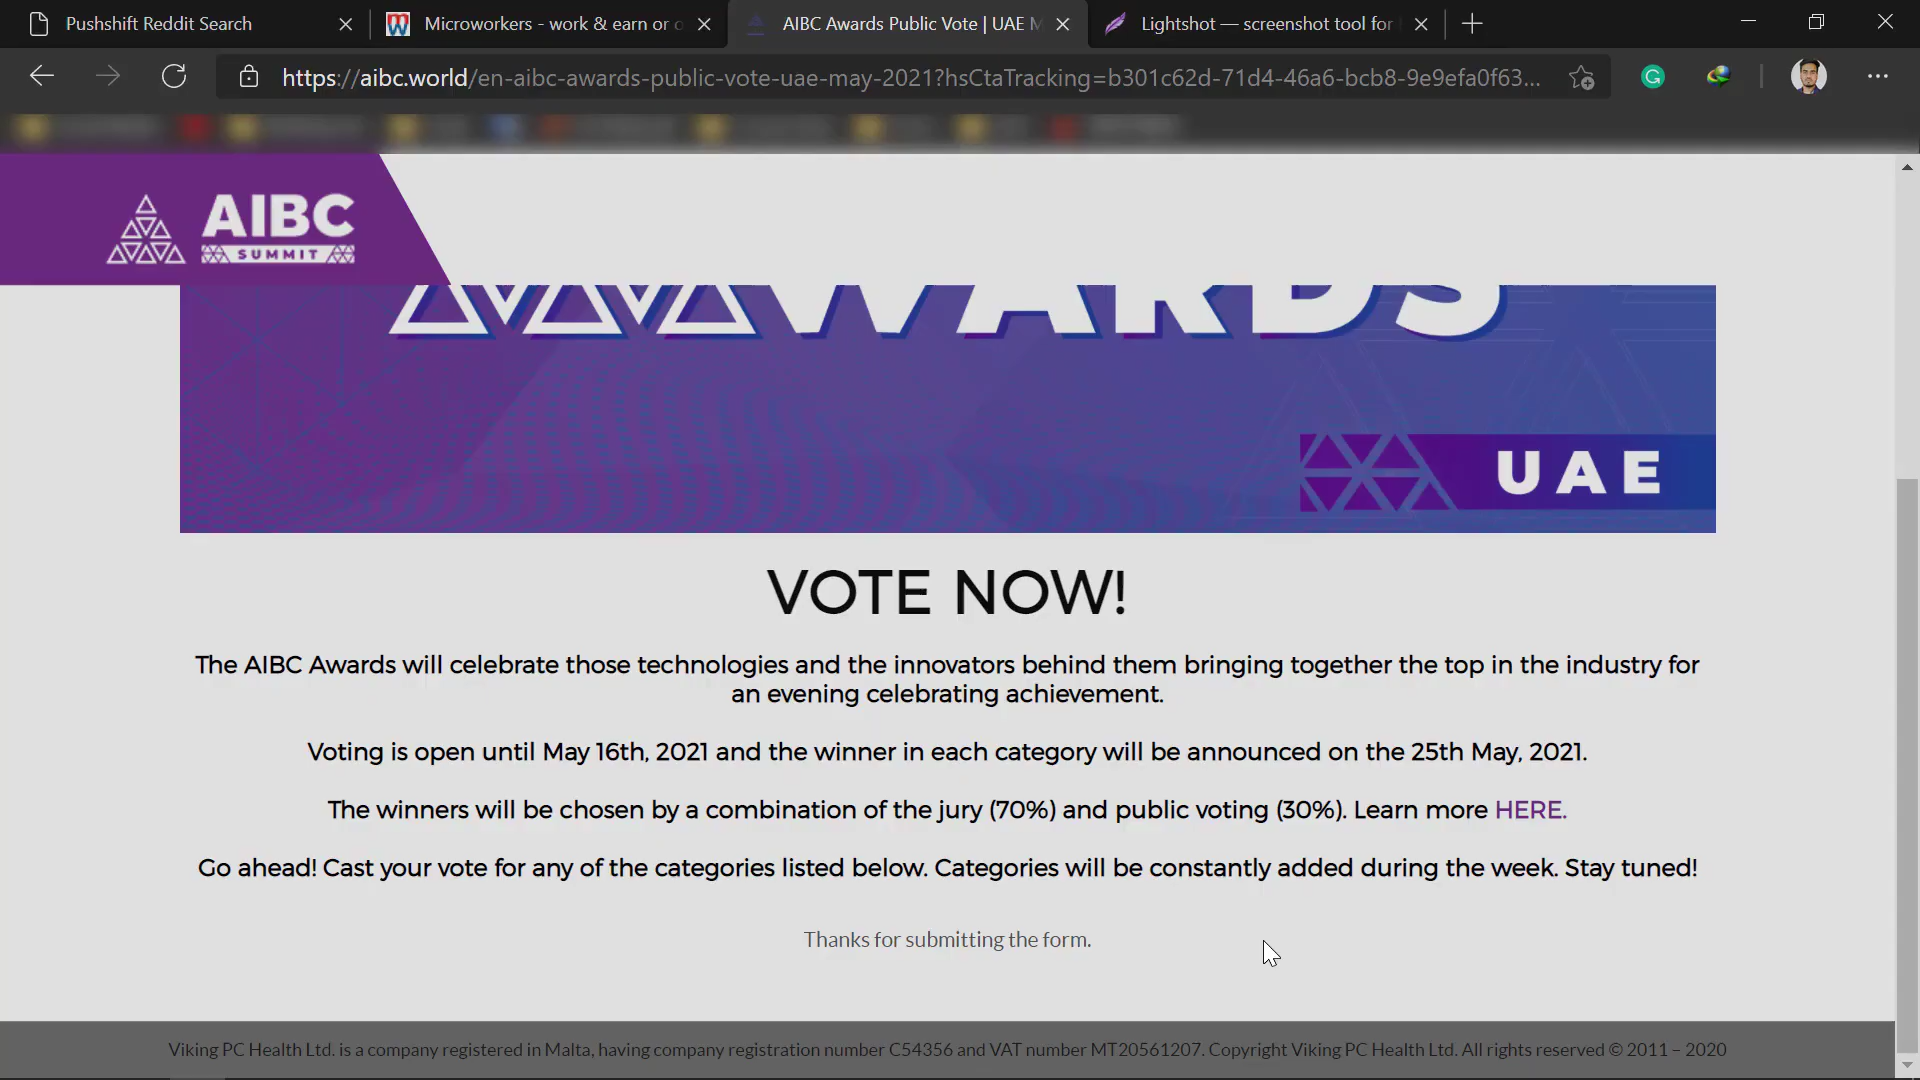 Pushshift Reddit Search
Microworkers - work & earn or o
AIBC Awards Public Vote | UAE M
Lightshot — screenshot tool for
https://aibc.world/en-aibc-awards-public-vote-uae-may-2021?hsCtaTracking=b301c62d-71d4-46a6-bcb8-9e9efa0f63...
AIBC
SUMMIT
AWARDS
UAE
VOTE NOW!
The AIBC Awards will celebrate those technologies and the innovators behind them bringing together the top in the industry for
an evening celebrating achievement.
Voting is open until May 16th, 2021 and the winner in each category will be announced on the 25th May, 2021.
The winners will be chosen by a combination of the jury (70%) and public voting (30%). Learn more HERE.
Go ahead! Cast your vote for any of the categories listed below. Categories will be constantly added during the week. Stay tuned!
Thanks for submitting the form.
Viking PC Health Ltd. is a company registered in Malta, having company registration number C54356 and VAT number MT20561207. Copyright Viking PC Health Ltd. All rights reserved © 2011 – 2020